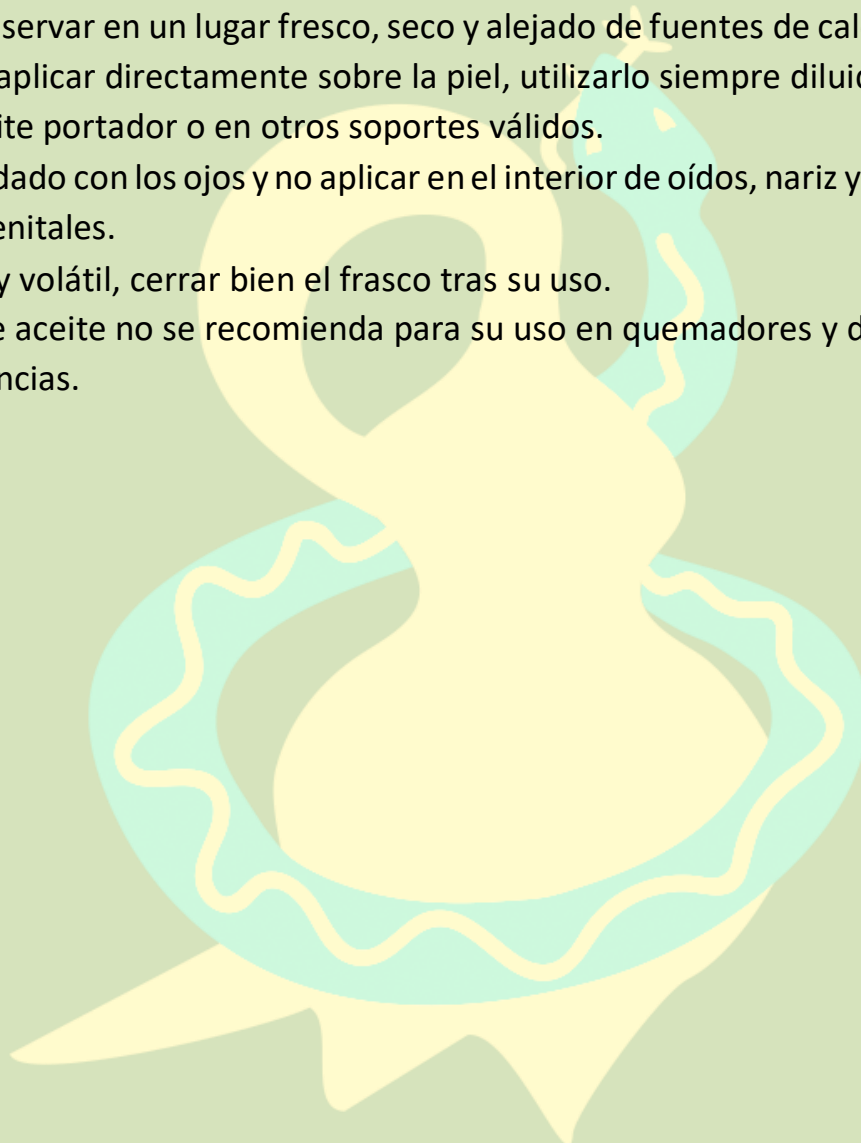 servar en un lugar fresco, seco y alejado de fuentes de cal
aplicar directamente sobre la piel, utilizarlo siempre diluid
ite portador o en otros soportes válidos.
dado con los ojos y no aplicar en el interior de oídos, nariz y
enitales.
y volátil, cerrar bien el frasco tras su uso.
e aceite no se recomienda para su uso en quemadores y d
ncias.